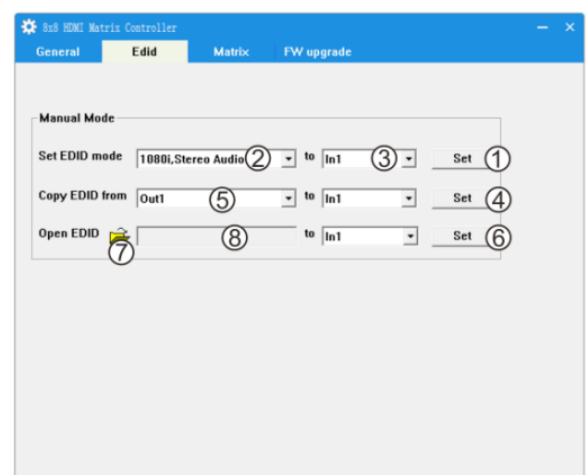 8x8 HDMI Matrix Controller
General Edid Matrix FW upgrade
Manual Mode
Set EDID mode 1080i,Stereo Audio ② to In1 ③ Set ①
Copy EDID from Out1 ⑤ to In1 Set ④
Open EDID ⑦ ⑧ to In1 Set ⑥